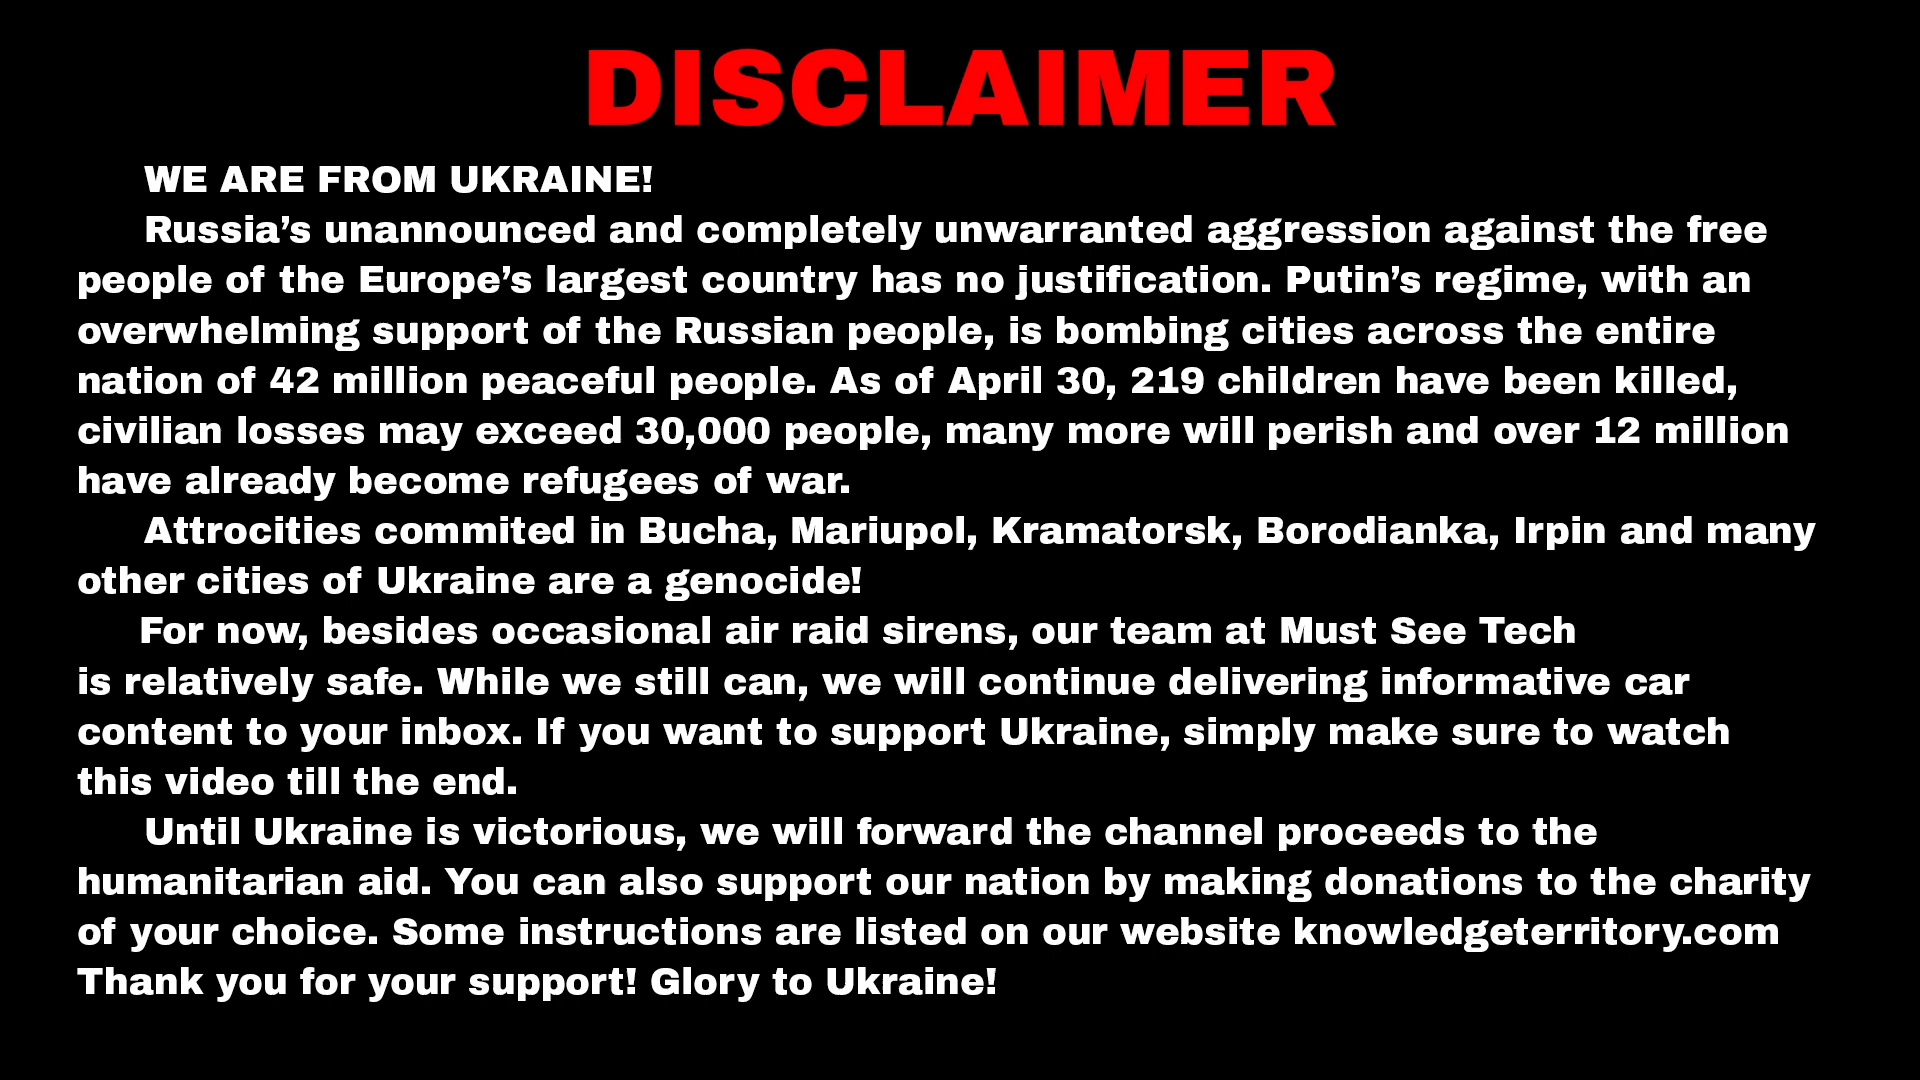 DISCLAIMER
WE ARE FROM UKRAINE!
Russia’s unannounced and completely unwarranted aggression against the free
people of the Europe’s largest country has no justification. Putin’s regime, with an
overwhelming support of the Russian people, is bombing cities across the entire
nation of 42 million peaceful people. As of April 30, 219 children have been killed,
civilian losses may exceed 30,000 people, many more will perish and over 12 million
have already become refugees of war.
Attrocities commited in Bucha, Mariupol, Kramatorsk, Borodianka, Irpin and many
other cities of Ukraine are a genocide!
For now, besides occasional air raid sirens, our team at Must See Tech
is relatively safe. While we still can, we will continue delivering informative car
content to your inbox. If you want to support Ukraine, simply make sure to watch
this video till the end.
Until Ukraine is victorious, we will forward the channel proceeds to the
humanitarian aid. You can also support our nation by making donations to the charity
of your choice. Some instructions are listed on our website knowledgeterritory.com
Thank you for your support! Glory to Ukraine!